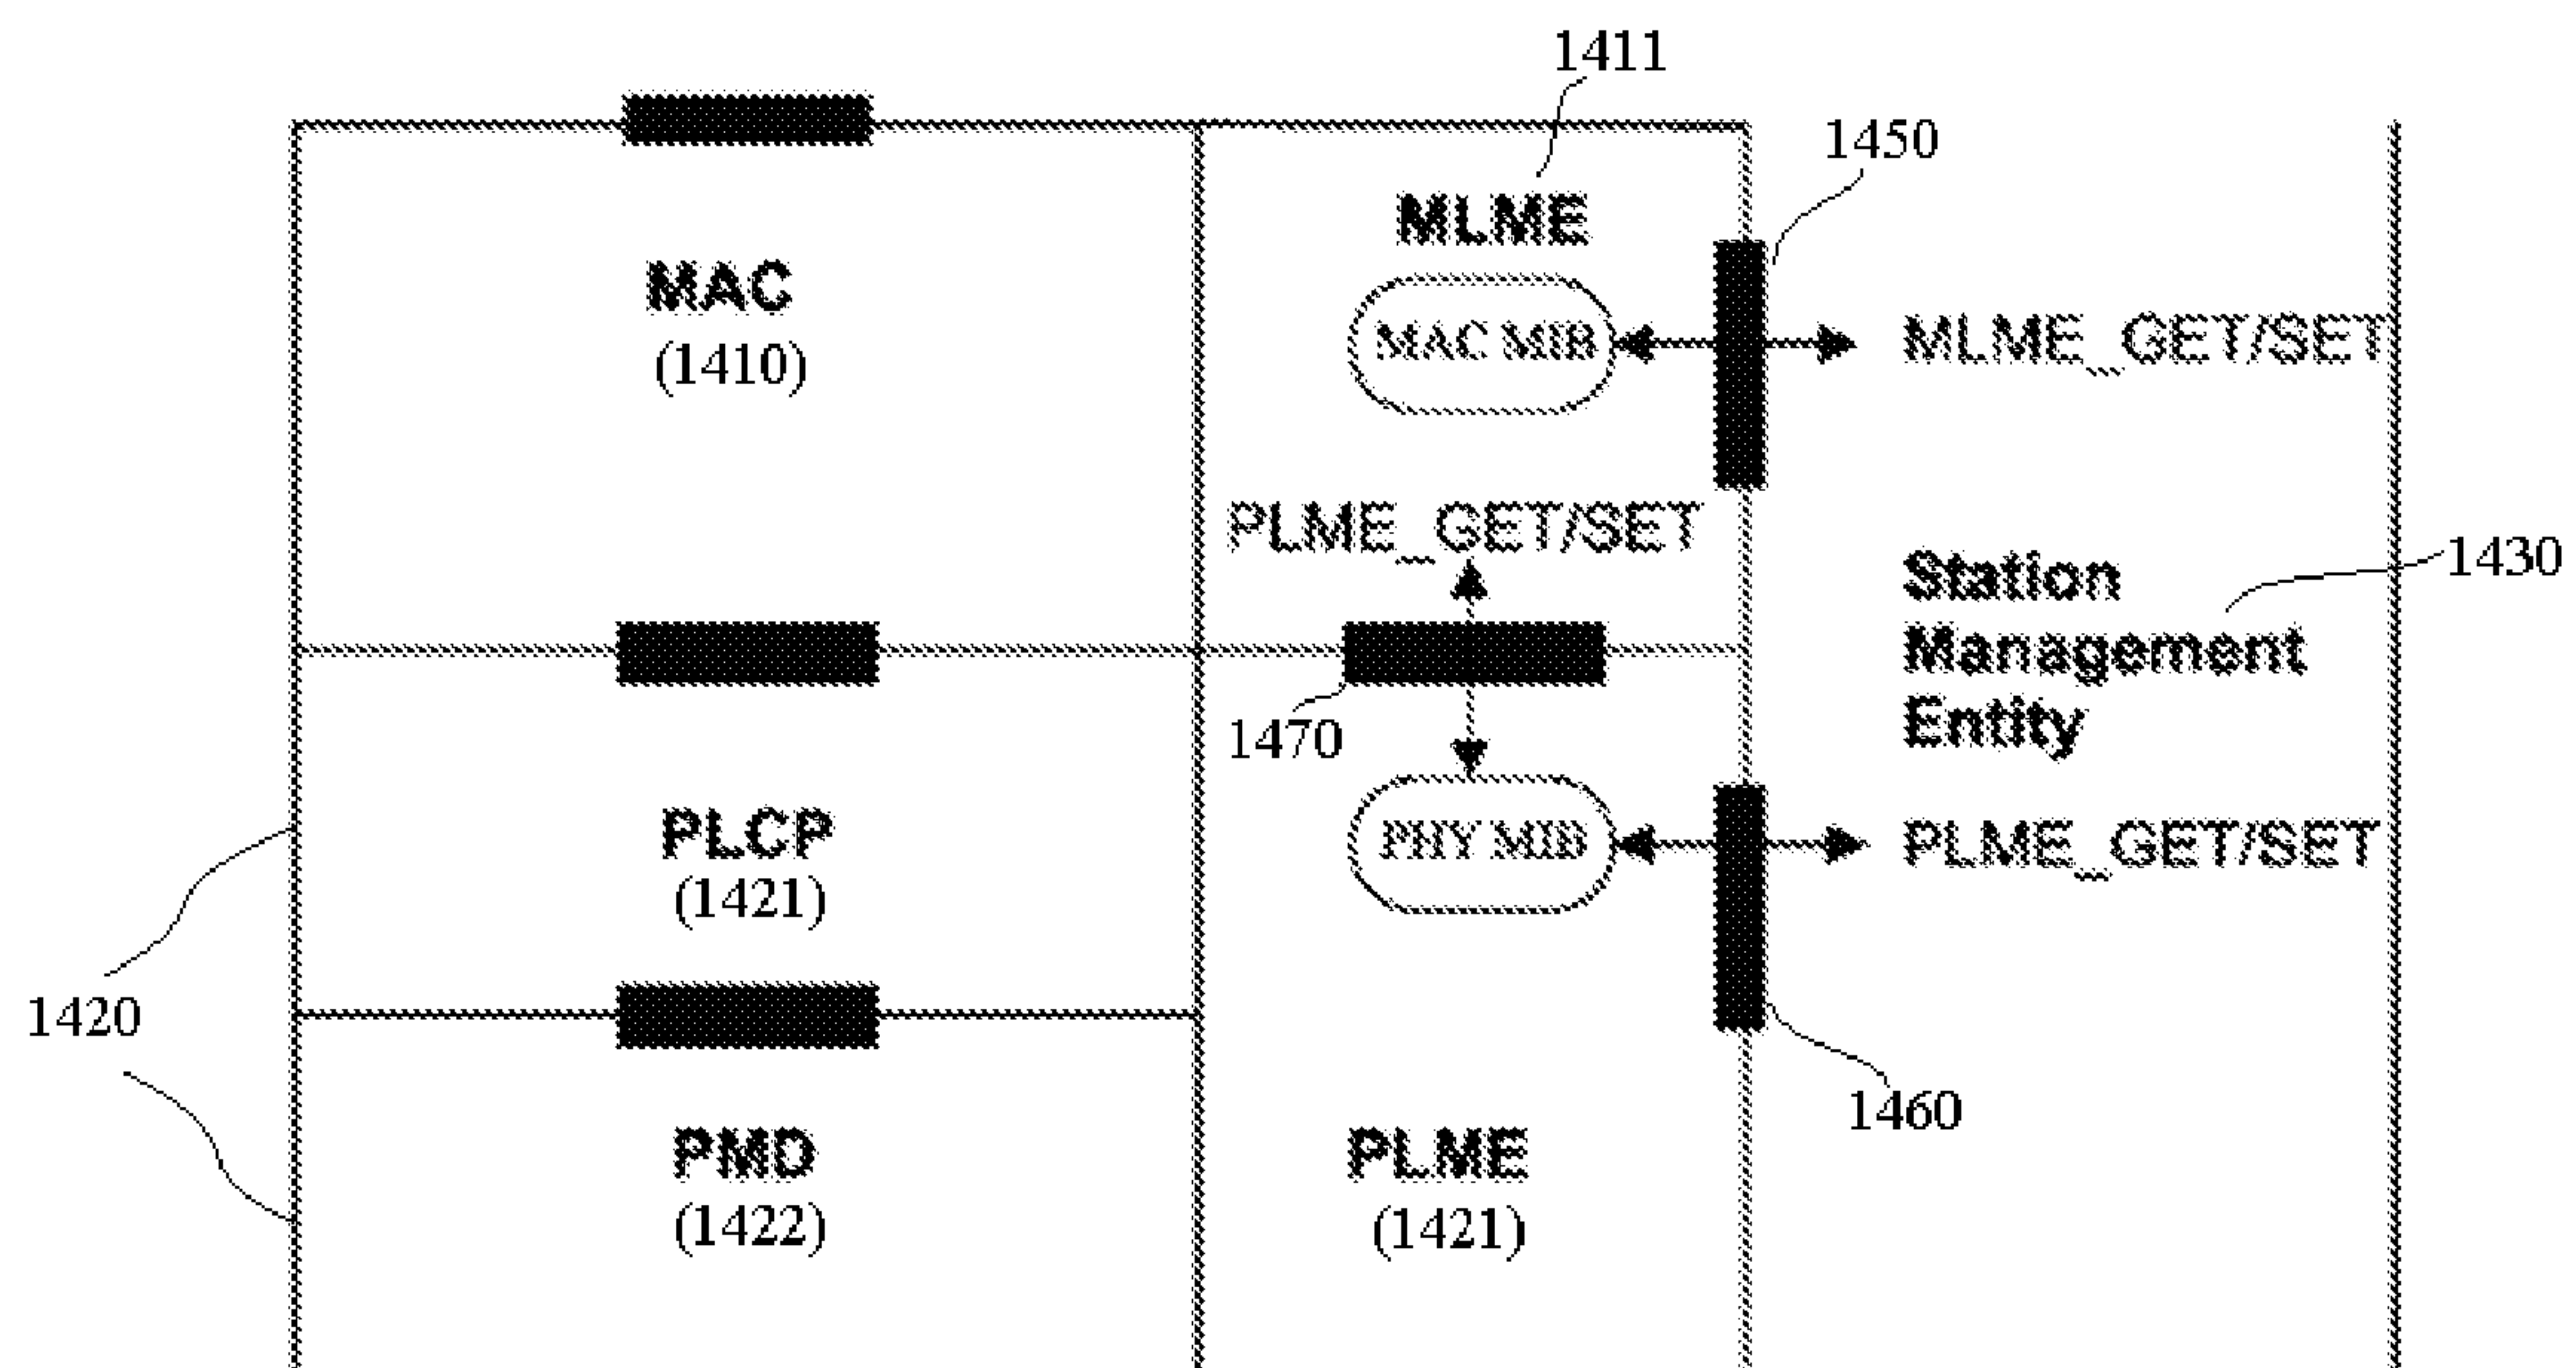 1411
1450
MLME
MAC
(1410)
MAC MIB
MLME_GET/SET
PLME_GET/SET
Station
Management
Entity
1430
1470
PLCP
(1421)
PHY MIB
PLME_GET/SET
1420
1460
PMD
(1422)
PLME
(1421)